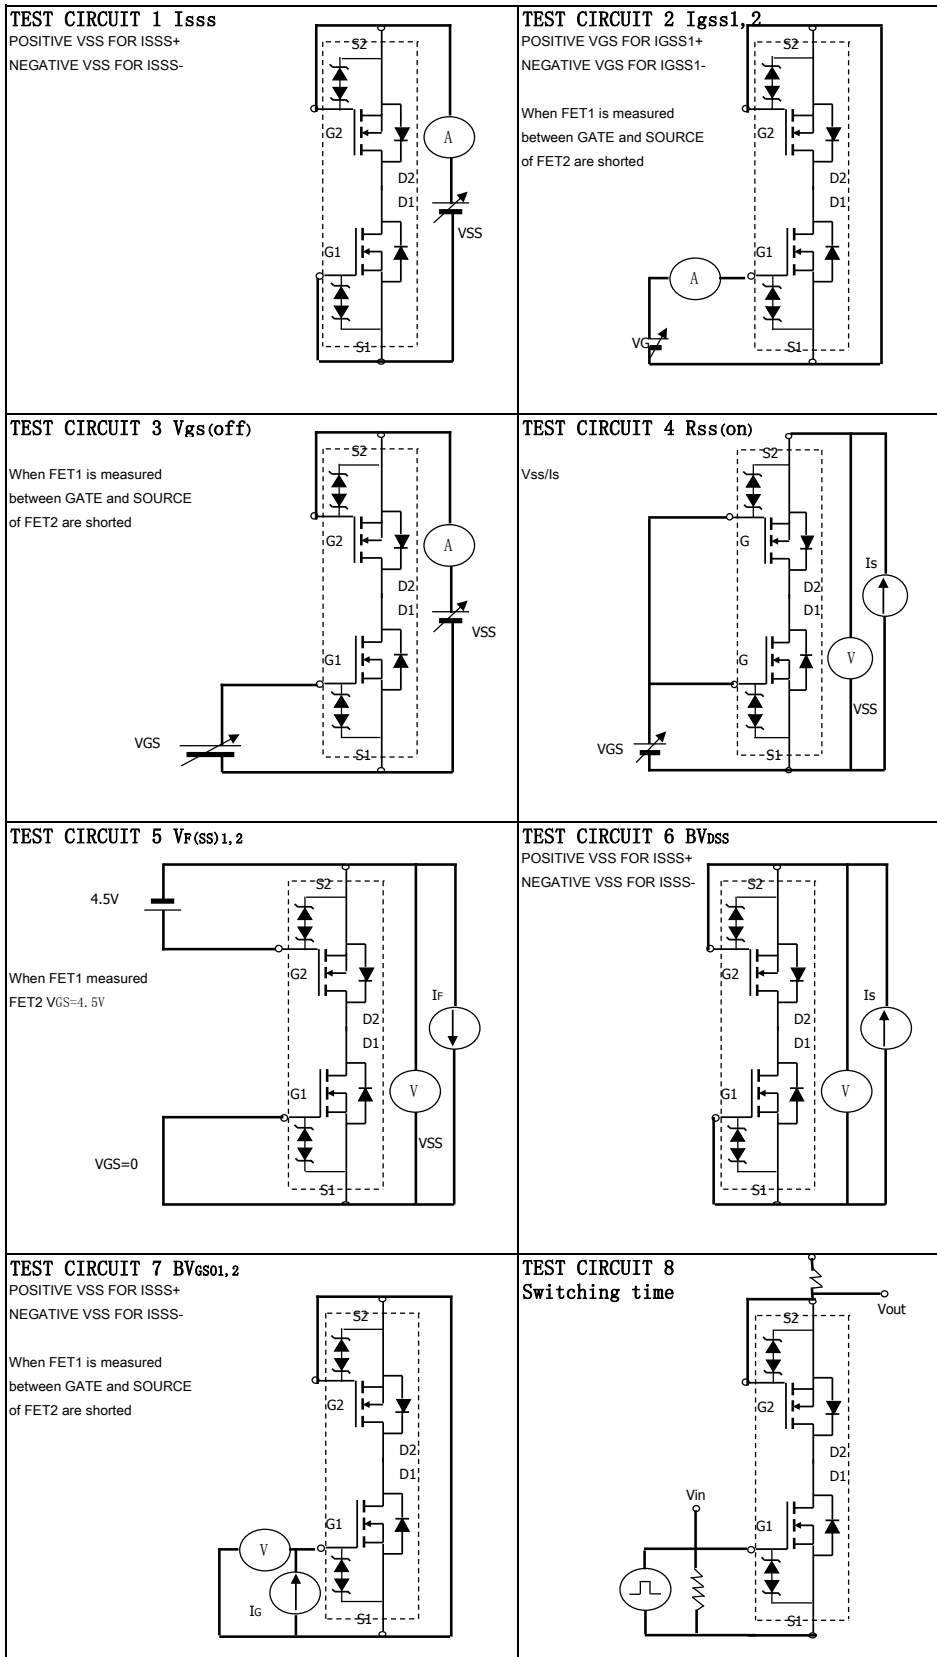 TEST CIRCUIT 1 Isss
POSITIVE VSS FOR ISSS+
NEGATIVE VSS FOR ISSS-
S2
G2
A
D2
D1
VSS
G1
S1
TEST CIRCUIT 2 Igss1,2
POSITIVE VGS FOR IGSS1+
NEGATIVE VGS FOR IGSS1-
When FET1 is measured
between GATE and SOURCE
of FET2 are shorted
S2
G2
D2
D1
G1
A
VG
S1
TEST CIRCUIT 3 Vgs(off)
When FET1 is measured
between GATE and SOURCE
of FET2 are shorted
S2
G2
A
D2
D1
VSS
G1
VGS
S1
TEST CIRCUIT 4 Rss(on)
Vss/Is
S2
G
Is
D2
D1
G
V
VSS
VGS
S1
TEST CIRCUIT 5 VF(SS)1,2
4.5V
S2
When FET1 measured
FET2 VGS=4.5V
G2
IF
D2
D1
G1
V
VSS
VGS=0
S1
TEST CIRCUIT 6 BVDSS
POSITIVE VSS FOR ISSS+
NEGATIVE VSS FOR ISSS-
S2
G2
Is
D2
D1
G1
V
S1
TEST CIRCUIT 7 BVGSO1,2
POSITIVE VSS FOR ISSS+
NEGATIVE VSS FOR ISSS-
When FET1 is measured
between GATE and SOURCE
of FET2 are shorted
S2
G2
D2
D1
G1
V
IG
S1
TEST CIRCUIT 8
Switching time
Vout
S2
G2
D2
D1
Vin
G1
S1